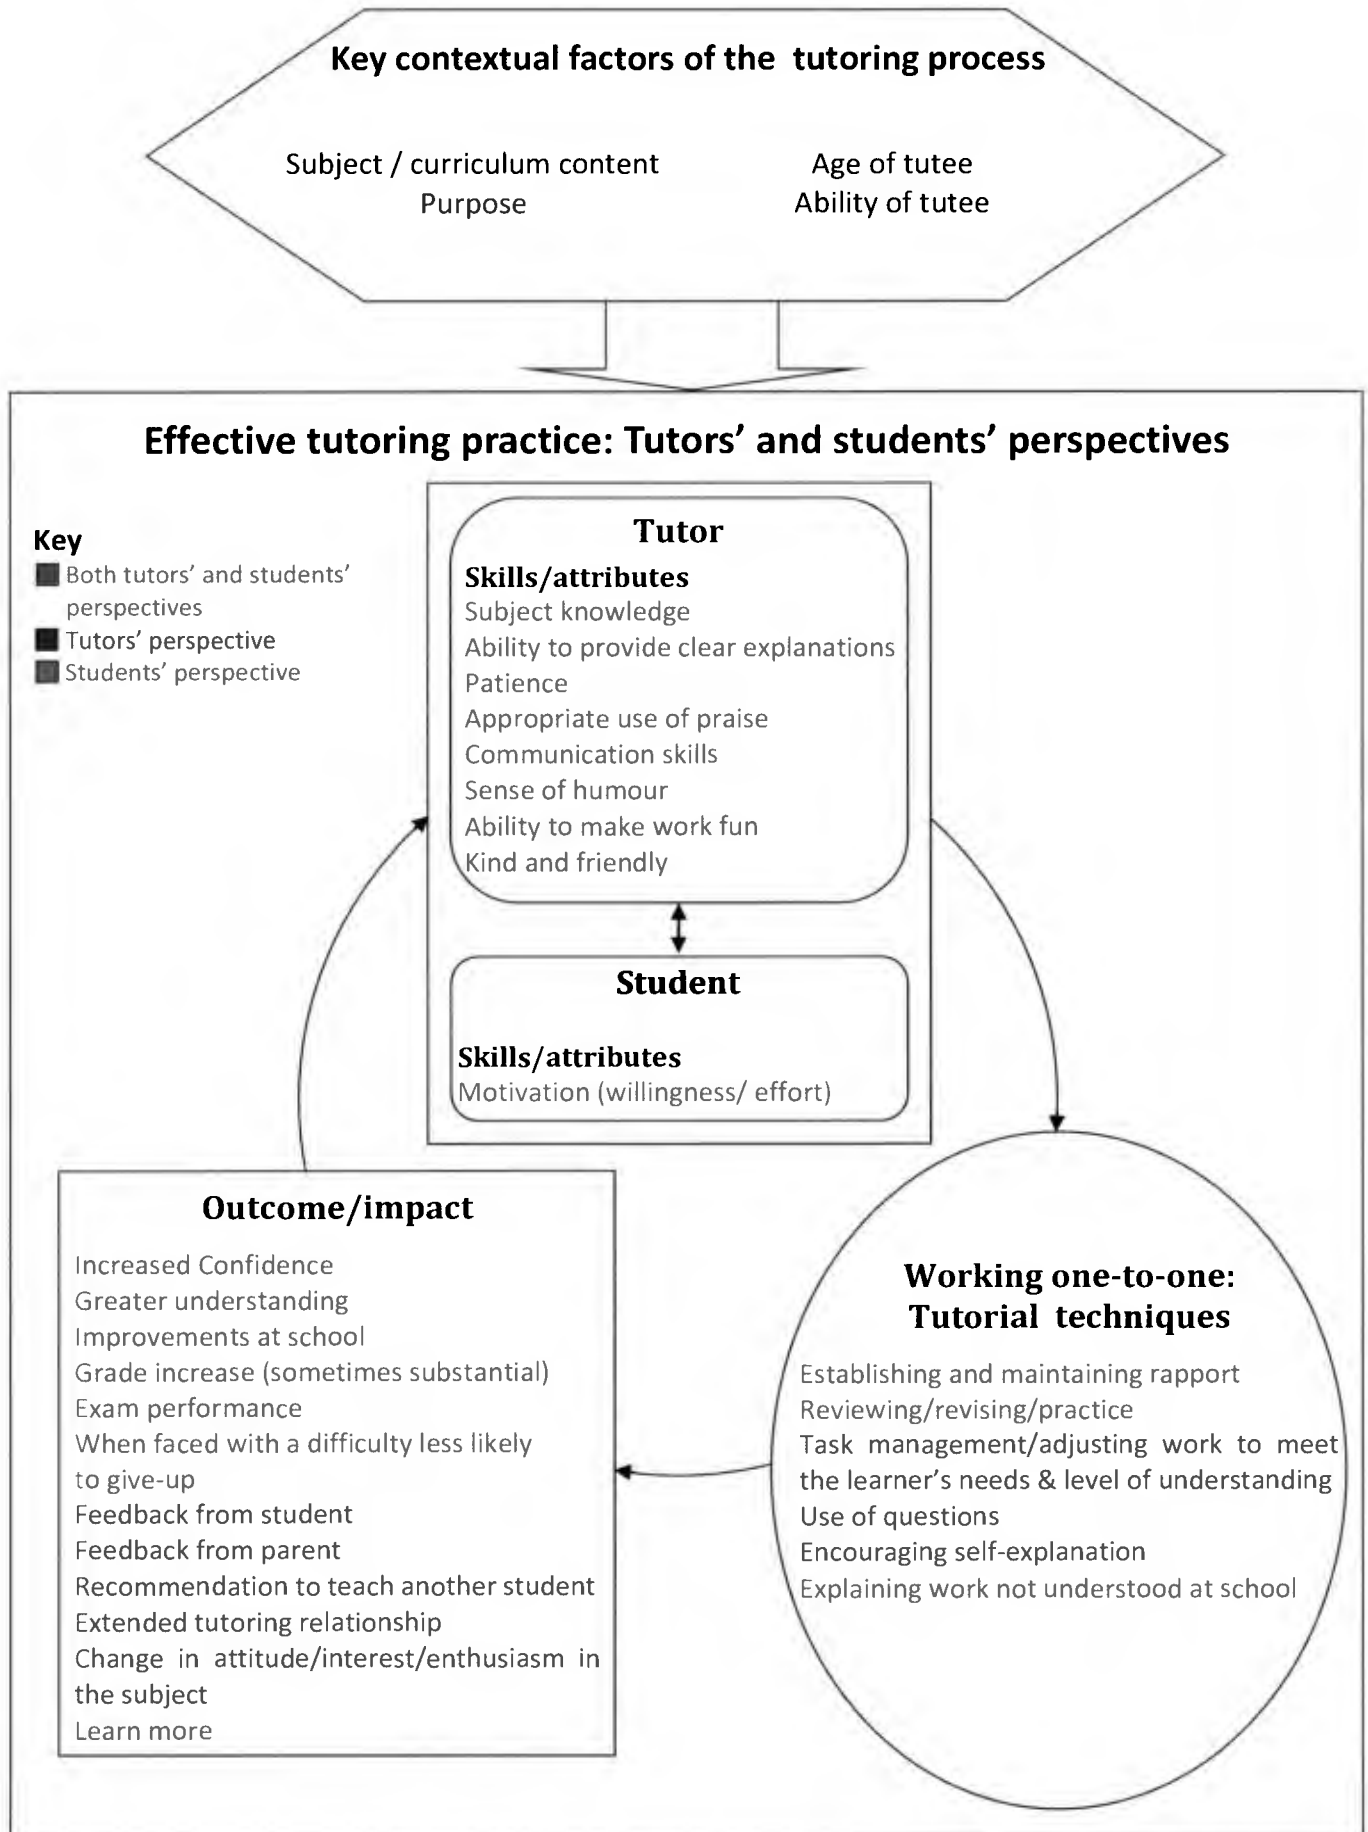 Key contextual factors of the tutoring process
Subject / curriculum content
Purpose
Age of tutee
Ability of tutee
Effective tutoring practice: Tutors’ and students’ perspectives
Key
Both tutors’ and students’
perspectives
Tutors’ perspective
Students’ perspective
Tutor
Skills/attributes
Subject knowledge
Ability to provide clear explanations
Patience
Appropriate use of praise
Communication skills
Sense of humour
Ability to make work fun
Kind and friendly
Student
Skills/attributes
Motivation (willingness/ effort)
Outcome/impact
Increased Confidence
Greater understanding
Improvements at school
Grade increase (sometimes substantial)
Exam performance
When faced with a difficulty less likely
to give-up
Feedback from student
Feedback from parent
Recommendation to teach another student
Extended tutoring relationship
Change in attitude/interest/enthusiasm in
the subject
Learn more
Working one-to-one:
Tutorial techniques
Establishing and maintaining rapport
Reviewing/revising/practice
Task management/adjusting work to meet
the learner’s needs & level of understanding
Use of questions
Encouraging self-explanation
Explaining work not understood at school